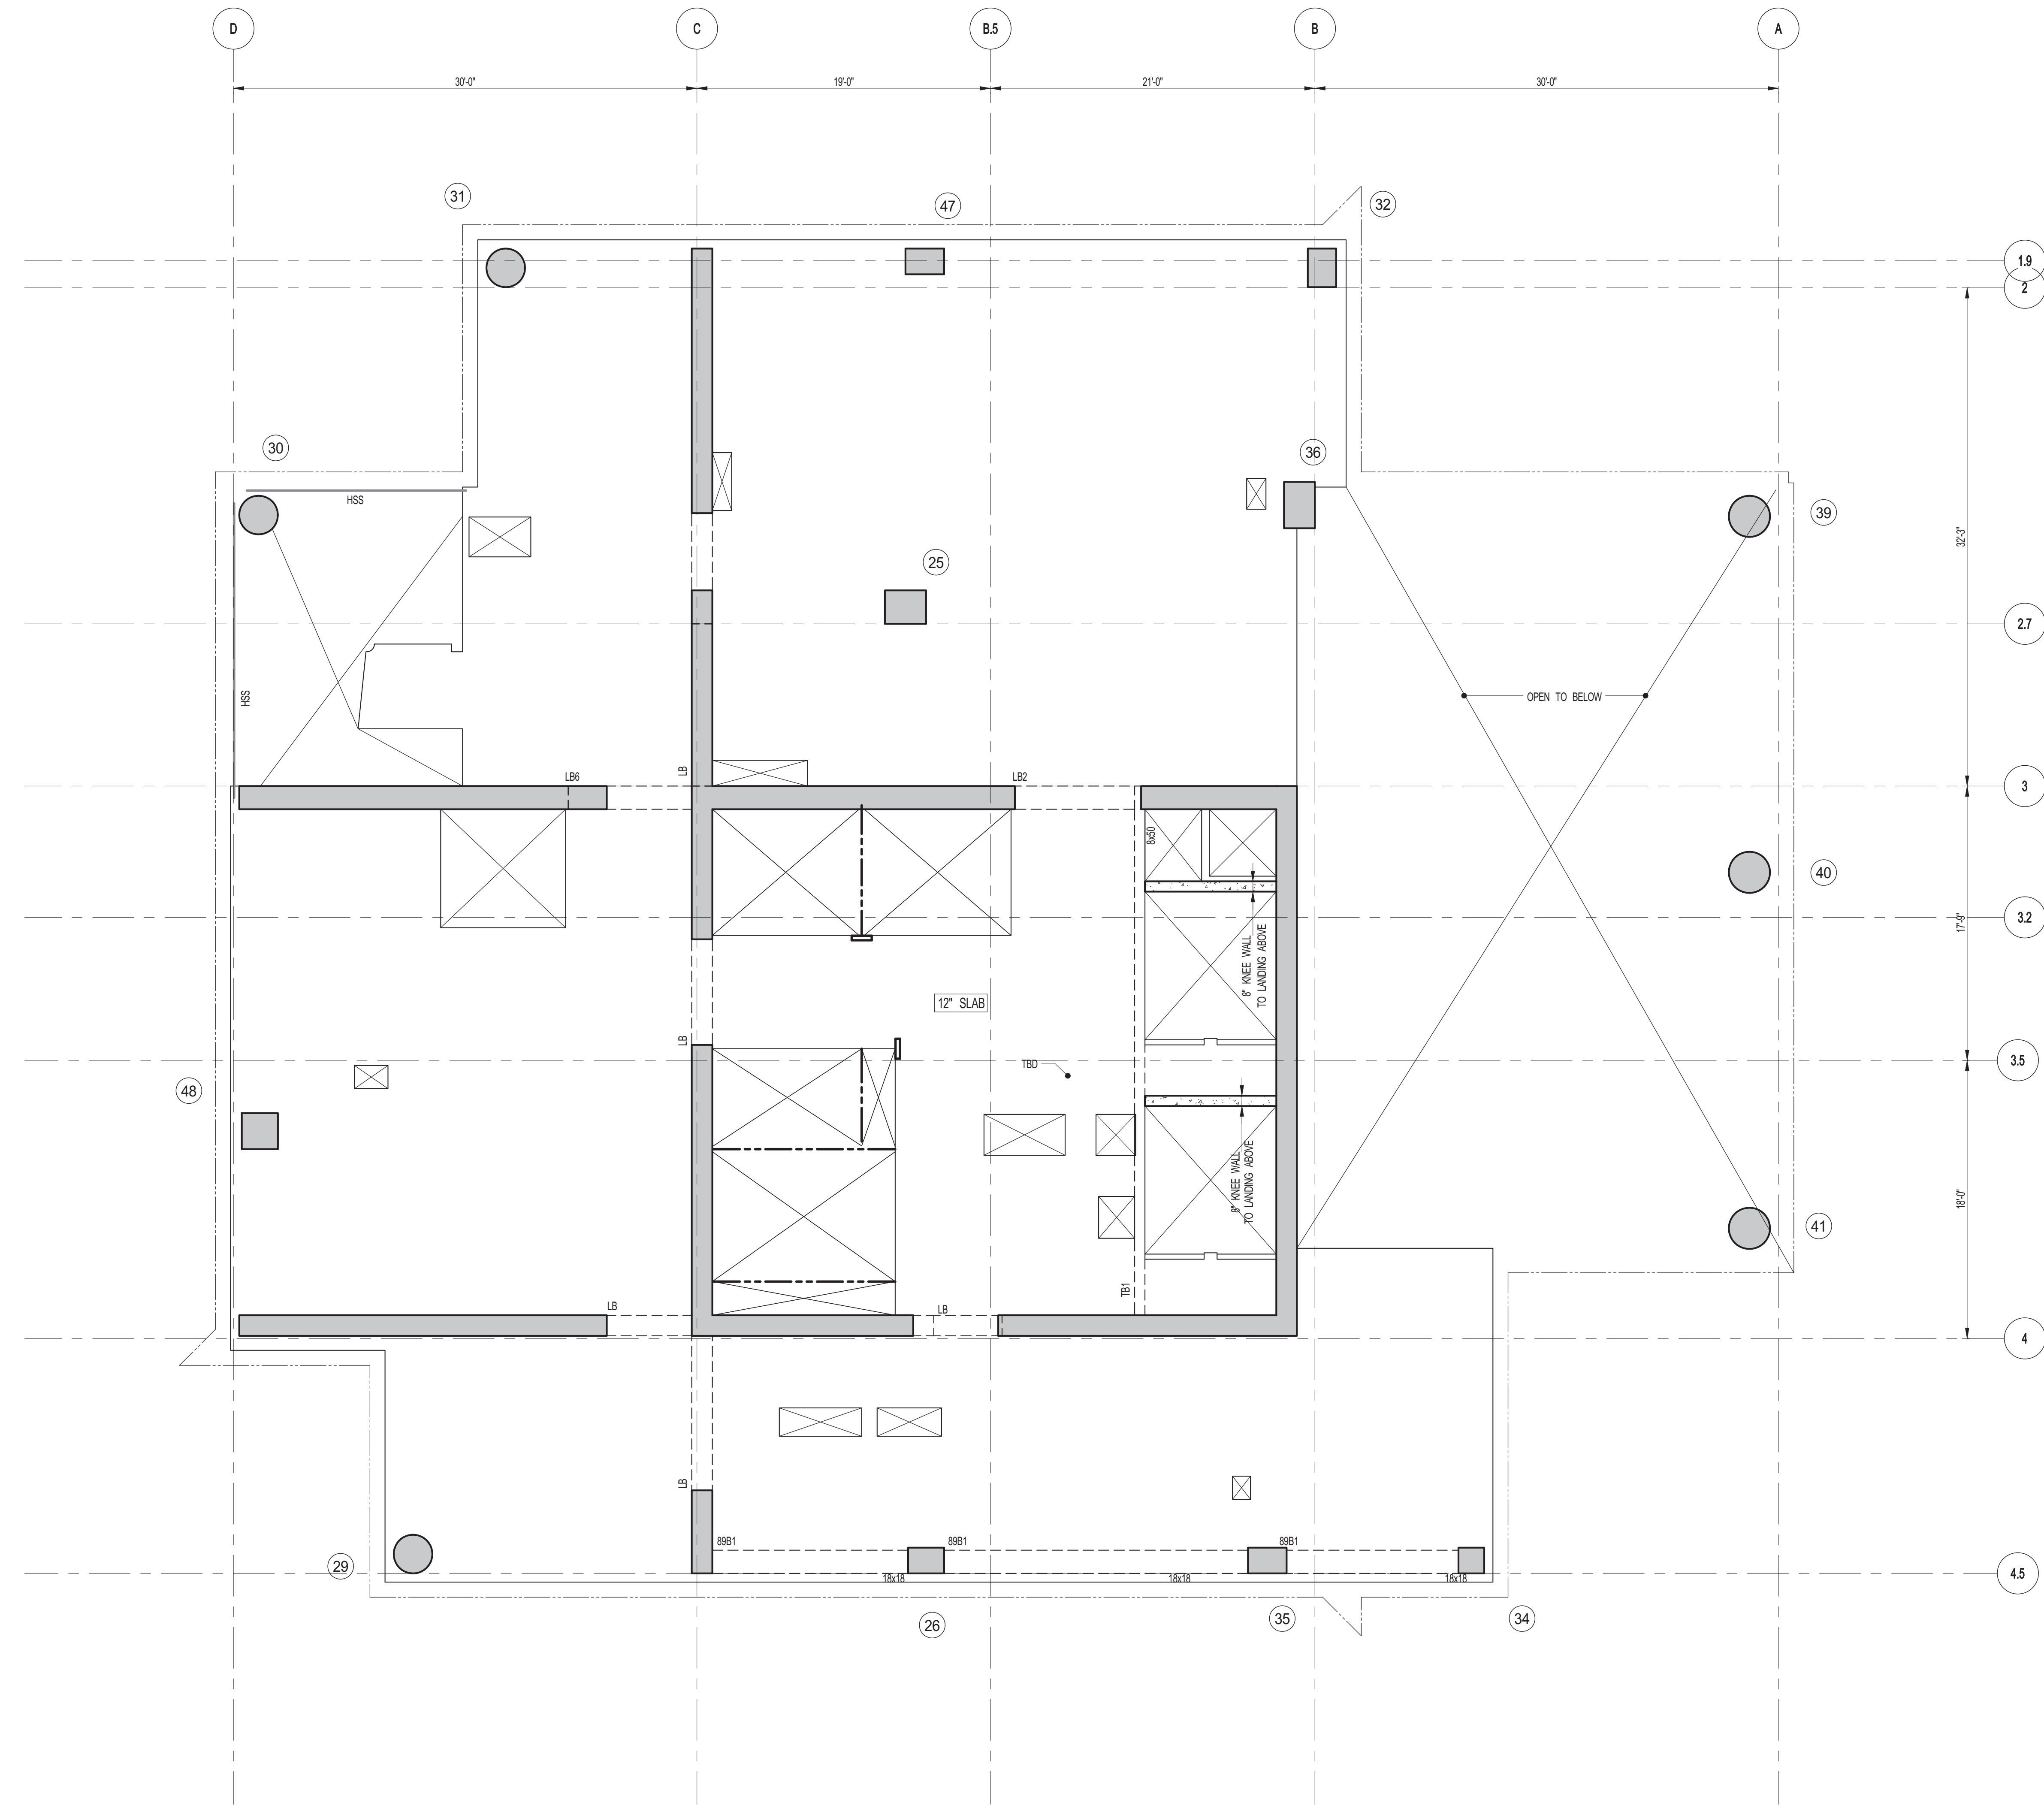 D
C
B.5
B
A
30'-0"
19'-0"
21'-0"
30'-0"
31
47
32
1.9
2
30
36
HSS
39
25
32'-3"
2.7
HSS
OPEN TO BELOW
LB6
LB
LB2
3
8x50
40
3.2
17'-9"
8" KNEE WALL
TO LANDING ABOVE
12" SLAB
LB
TBD
3.5
48
8" KNEE WALL
TO LANDING ABOVE
18'-0"
41
TB1
LB
LB
4
LB
89B1
89B1
89B1
29
18x18
18x18
18x18
4.5
26
35
34